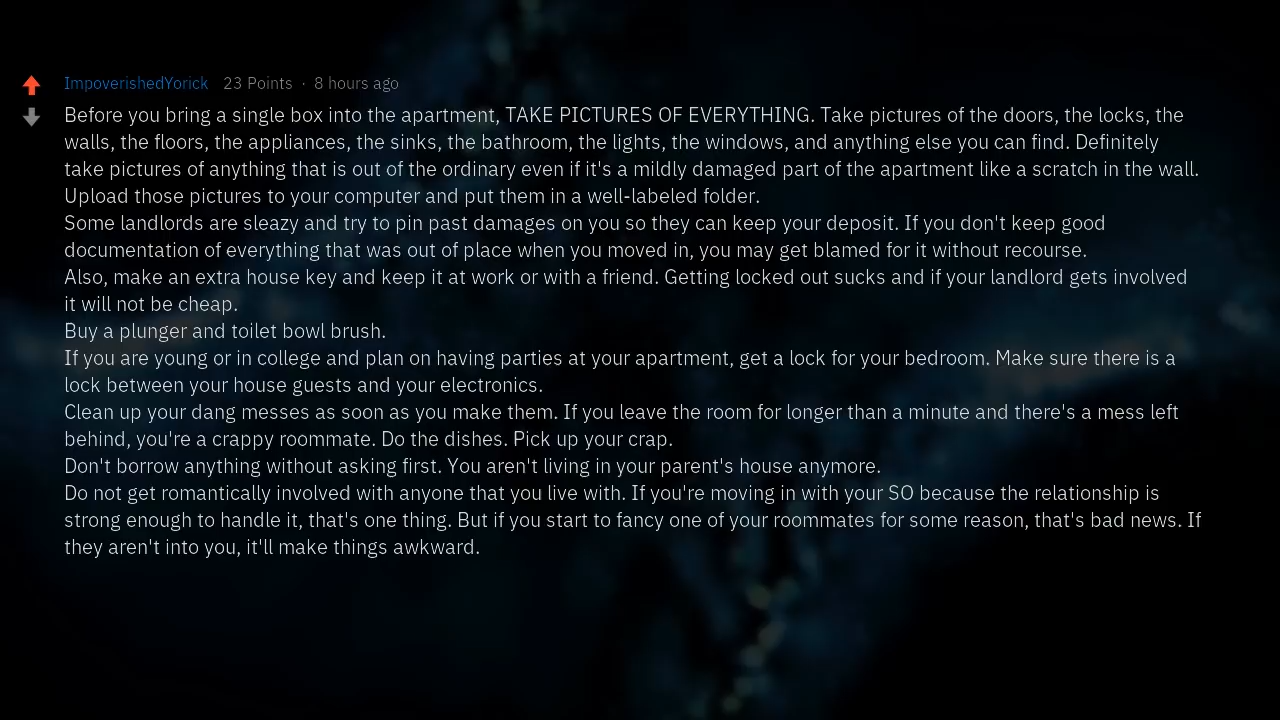 ImpoverishedYorick 23 Points · 8 hours ago
Before you bring a single box into the apartment, TAKE PICTURES OF EVERYTHING. Take pictures of the doors, the locks, the
walls, the floors, the appliances, the sinks, the bathroom, the lights, the windows, and anything else you can find. Definitely
take pictures of anything that is out of the ordinary even if it's a mildly damaged part of the apartment like a scratch in the wall.
Upload those pictures to your computer and put them in a well-labeled folder.
Some landlords are sleazy and try to pin past damages on you so they can keep your deposit. If you don't keep good
documentation of everything that was out of place when you moved in, you may get blamed for it without recourse.
Also, make an extra house key and keep it at work or with a friend. Getting locked out sucks and if your landlord gets involved
it will not be cheap.
Buy a plunger and toilet bowl brush.
If you are young or in college and plan on having parties at your apartment, get a lock for your bedroom. Make sure there is a
lock between your house guests and your electronics.
Clean up your dang messes as soon as you make them. If you leave the room for longer than a minute and there's a mess left
behind, you're a crappy roommate. Do the dishes. Pick up your crap.
Don't borrow anything without asking first. You aren't living in your parent's house anymore.
Do not get romantically involved with anyone that you live with. If you're moving in with your SO because the relationship is
strong enough to handle it, that's one thing. But if you start to fancy one of your roommates for some reason, that's bad news. If
they aren't into you, it'll make things awkward.